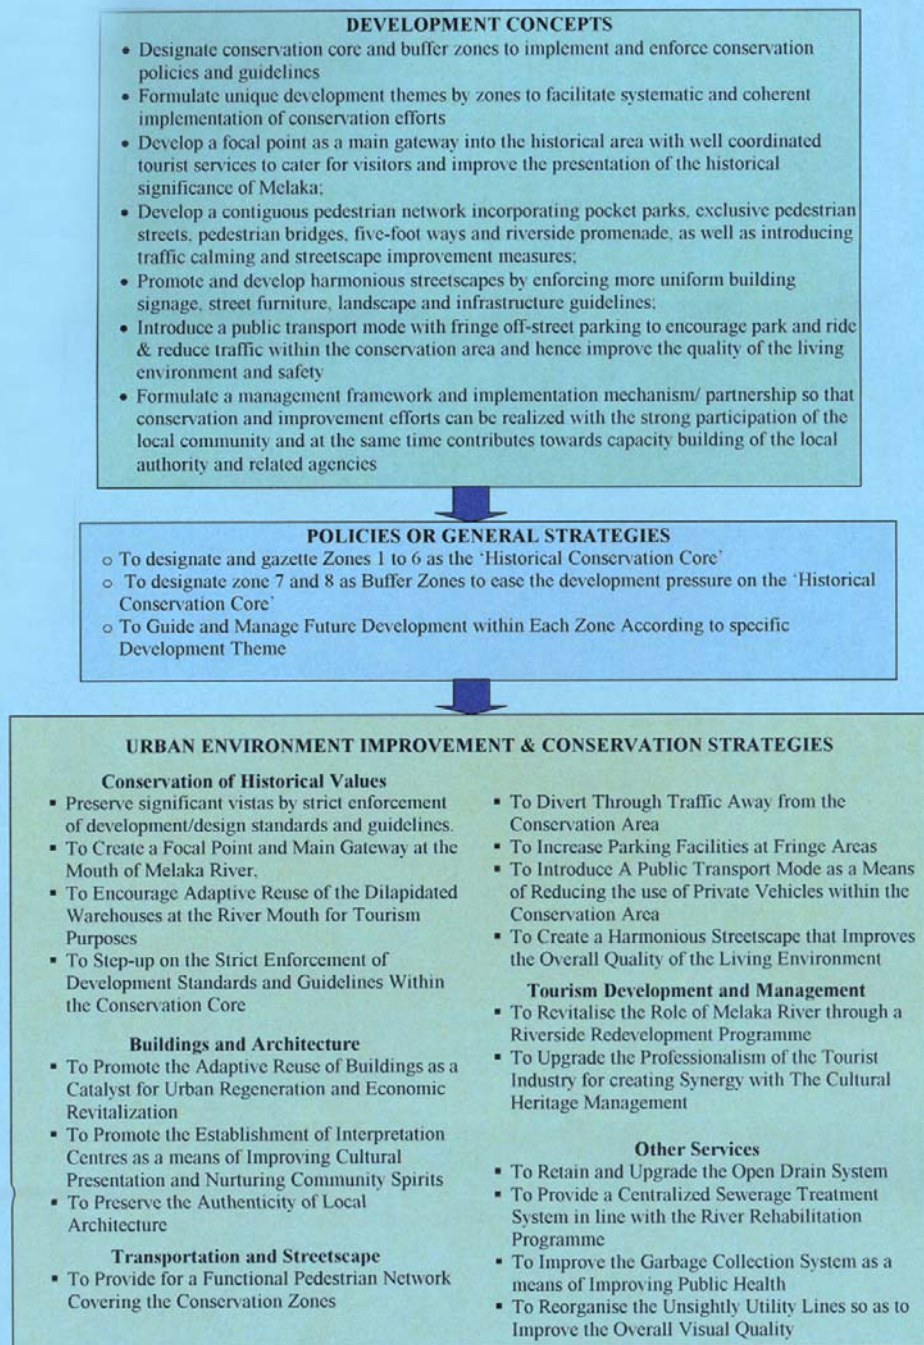 DEVELOPMENT CONCEPTS
• Designate conservation core and buffer zones to implement and enforce conservation
policies and guidelines
• Formulate unique development themes by zones to facilitate systematic and coherent
implementation of conservation efforts
• Develop a focal point as a main gateway into the historical area with well coordinated
tourist services to cater for visitors and improve the presentation of the historical
significance of Melaka;
• Develop a contiguous pedestrian network incorporating pocket parks, exclusive pedestrian
streets, pedestrian bridges, five-foot ways and riverside promenade, as well as introducing
traffic calming and streetscape improvement measures;
• Promote and develop harmonious streetscapes by enforcing more uniform building
signage, street furniture, landscape and infrastructure guidelines;
• Introduce a public transport mode with fringe off-street parking to encourage park and ride
& reduce traffic within the conservation area and hence improve the quality of the living
environment and safety
• Formulate a management framework and implementation mechanism/ partnership so that
conservation and improvement efforts can be realized with the strong participation of the
local community and at the same time contributes towards capacity building of the local
authority and related agencies
POLICIES OR GENERAL STRATEGIES
o To designate and gazette Zones 1 to 6 as the ‘Historical Conservation Core’
o To designate zone 7 and 8 as Buffer Zones to ease the development pressure on the ‘Historical
Conservation Core’
o To Guide and Manage Future Development within Each Zone According to specific
Development Theme
URBAN ENVIRONMENT IMPROVEMENT & CONSERVATION STRATEGIES
Conservation of Historical Values
▪ Preserve significant vistas by strict enforcement
of development/design standards and guidelines.
▪ To Create a Focal Point and Main Gateway at the
Mouth of Melaka River.
▪ To Encourage Adaptive Reuse of the Dilapidated
Warehouses at the River Mouth for Tourism
Purposes
▪ To Step-up on the Strict Enforcement of
Development Standards and Guidelines Within
the Conservation Core
Buildings and Architecture
▪ To Promote the Adaptive Reuse of Buildings as a
Catalyst for Urban Regeneration and Economic
Revitalization
▪ To Promote the Establishment of Interpretation
Centres as a means of Improving Cultural
Presentation and Nurturing Community Spirits
▪ To Preserve the Authenticity of Local
Architecture
Transportation and Streetscape
▪ To Provide for a Functional Pedestrian Network
Covering the Conservation Zones
▪ To Divert Through Traffic Away from the
Conservation Area
▪ To Increase Parking Facilities at Fringe Areas
▪ To Introduce A Public Transport Mode as a Means
of Reducing the use of Private Vehicles within the
Conservation Area
▪ To Create a Harmonious Streetscape that Improves
the Overall Quality of the Living Environment
Tourism Development and Management
▪ To Revitalise the Role of Melaka River through a
Riverside Redevelopment Programme
▪ To Upgrade the Professionalism of the Tourist
Industry for creating Synergy with The Cultural
Heritage Management
Other Services
▪ To Retain and Upgrade the Open Drain System
▪ To Provide a Centralized Sewerage Treatment
System in line with the River Rehabilitation
Programme
▪ To Improve the Garbage Collection System as a
means of Improving Public Health
▪ To Reorganise the Unsightly Utility Lines so as to
Improve the Overall Visual Quality